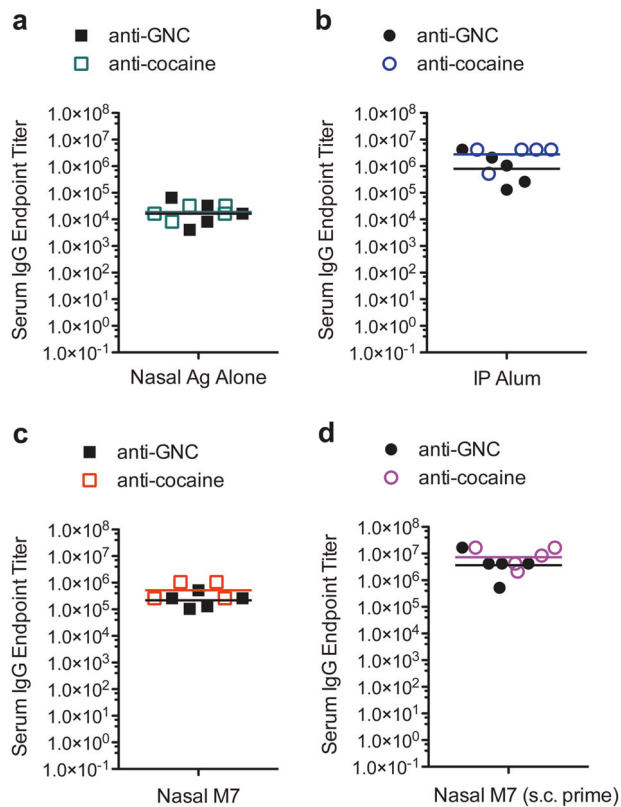 a
anti-GNC
anti-cocaine
Serum IgG Endpoint Titer
1.0×10⁸
1.0×10⁷
1.0×10⁶
1.0×10⁵
1.0×10⁴
1.0×10³
1.0×10²
1.0×10¹
1.0×10⁰
1.0×10⁻¹
Nasal Ag Alone
b
anti-GNC
anti-cocaine
Serum IgG Endpoint Titer
1.0×10⁸
1.0×10⁷
1.0×10⁶
1.0×10⁵
1.0×10⁴
1.0×10³
1.0×10²
1.0×10¹
1.0×10⁰
1.0×10⁻¹
IP Alum
c
anti-GNC
anti-cocaine
Serum IgG Endpoint Titer
1.0×10⁸
1.0×10⁷
1.0×10⁶
1.0×10⁵
1.0×10⁴
1.0×10³
1.0×10²
1.0×10¹
1.0×10⁰
1.0×10⁻¹
Nasal M7
d
anti-GNC
anti-cocaine
Serum IgG Endpoint Titer
1.0×10⁸
1.0×10⁷
1.0×10⁶
1.0×10⁵
1.0×10⁴
1.0×10³
1.0×10²
1.0×10¹
1.0×10⁰
1.0×10⁻¹
Nasal M7 (s.c. prime)